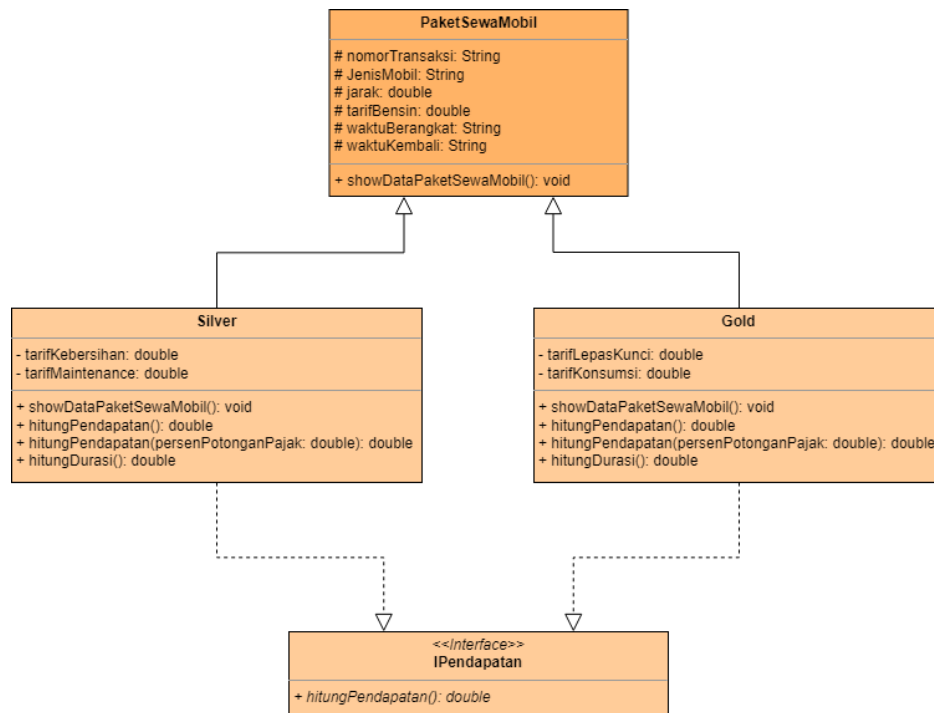 PaketSewaMobil
# nomorTransaksi: String
# JenisMobil: String
# jarak: double
# tarifBensin: double
# waktuBerangkat: String
# waktuKembali: String
+ showDataPaketSewaMobil(): void
Silver
- tarifKebersihan: double
- tarifMaintenance: double
+ showDataPaketSewaMobil(): void
+ hitungPendapatan(): double
+ hitungPendapatan(persenPotonganPajak: double): double
+ hitungDurasi(): double
Gold
- tarifLepasKunci: double
- tarifKonsumsi: double
+ showDataPaketSewaMobil(): void
+ hitungPendapatan(): double
+ hitungPendapatan(persenPotonganPajak: double): double
+ hitungDurasi(): double
<<Interface>>
IPendapatan
+ hitungPendapatan(): double